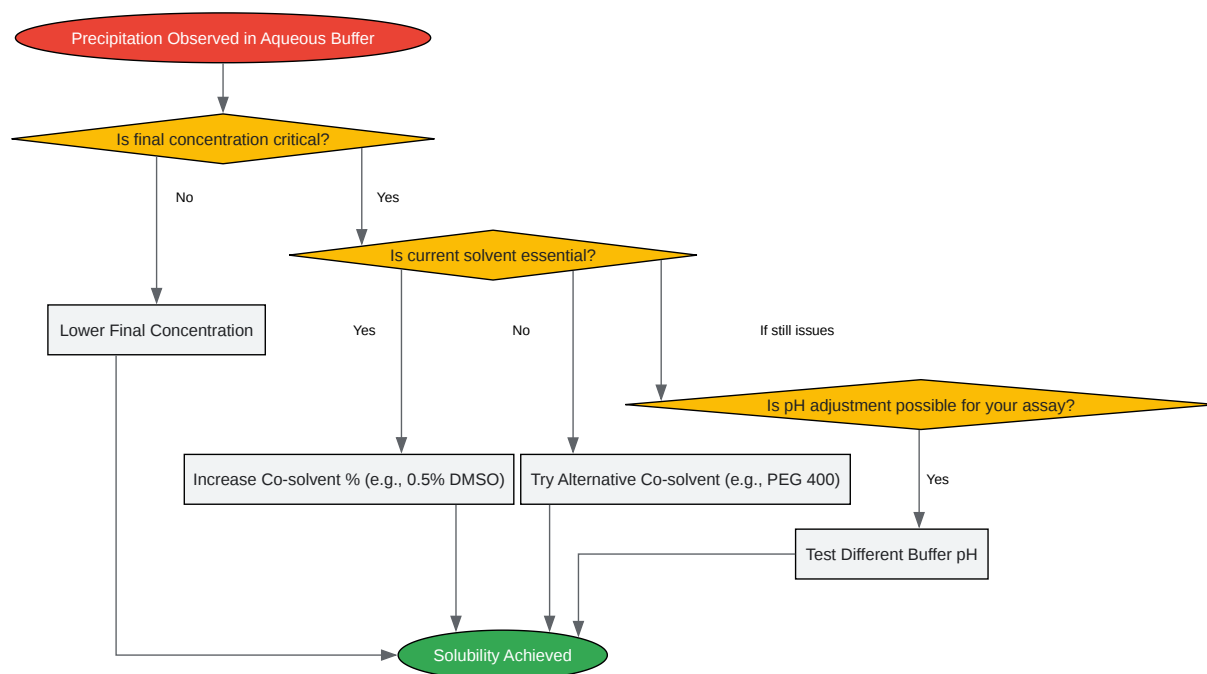 Precipitation Observed in Aqueous Buffer
Is final concentration critical?
No
Yes
Is current solvent essential?
Lower Final Concentration
Yes
No
If still issues
Is pH adjustment possible for your assay?
Increase Co-solvent % (e.g., 0.5% DMSO)
Try Alternative Co-solvent (e.g., PEG 400)
Yes
Test Different Buffer pH
Solubility Achieved